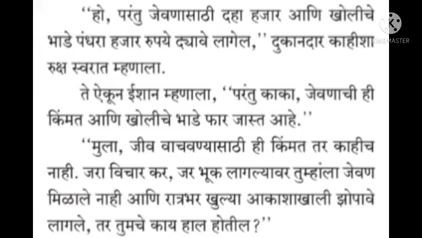 ‘‘हो, परंतु जेवणासाठी दहा हजार आणि खोलीचे
भाडे पंधरा हजार रुपये द्यावे लागेल,’’ दुकानदार काहीशा
रुक्ष स्वरात म्हणाला.
ते ऐकून ईशान म्हणाला, ‘‘परंतु काका, जेवणाची ही
किंमत आणि खोलीचे भाडे फार जास्त आहे.’’
‘‘मुला, जीव वाचवण्यासाठी ही किंमत तर काहीच
नाही. जरा विचार कर, जर भूक लागल्यावर तुम्हांला जेवण
मिळाले नाही आणि रात्रभर खुल्या आकाशाखाली झोपावे
लागले, तर तुमचे काय हाल होतील?’’